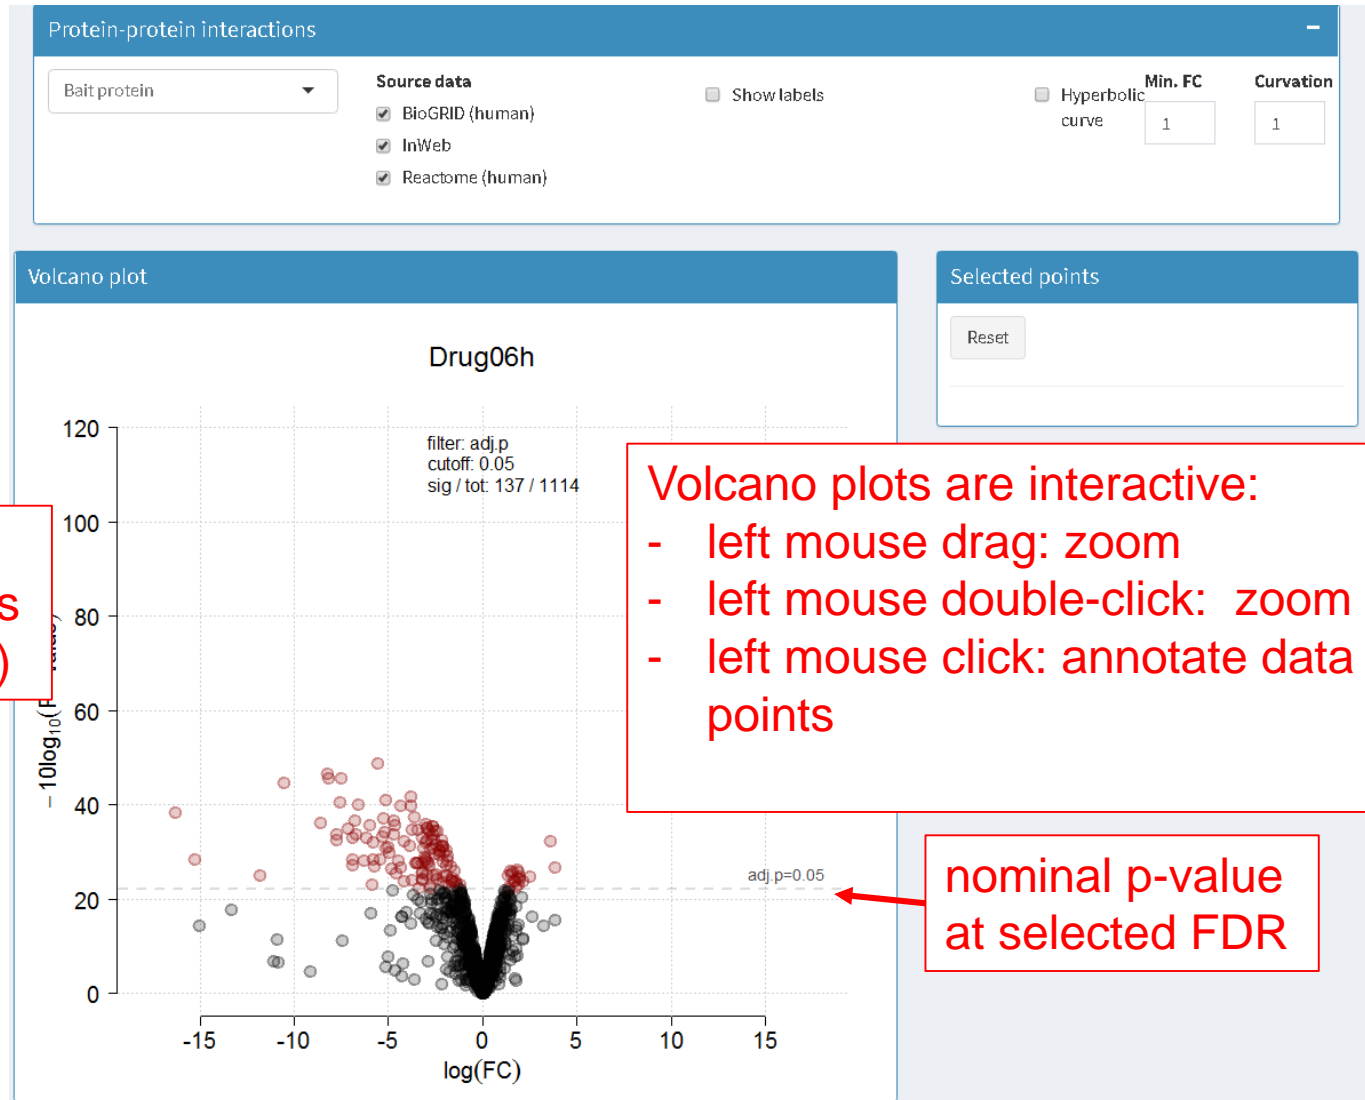 Protein-protein interactions
Bait protein
Source data
BioGRID (human)
InWeb
Reactome (human)
Show labels
Hyperbolic
curve
Min. FC
1
Curvation
1
Volcano plot
Selected points
Reset
Drug06h
filter: adj.p
cutoff: 0.05
sig / tot: 137 / 1114
120
100
80
60
40
20
0
s
)
− 10log10(P
value)
adj.p=0.05
-15 -10 -5 0 5 10 15
log(FC)
Volcano plots are interactive:
- left mouse drag: zoom
- left mouse double-click: zoom
- left mouse click: annotate data
points
nominal p-value
at selected FDR